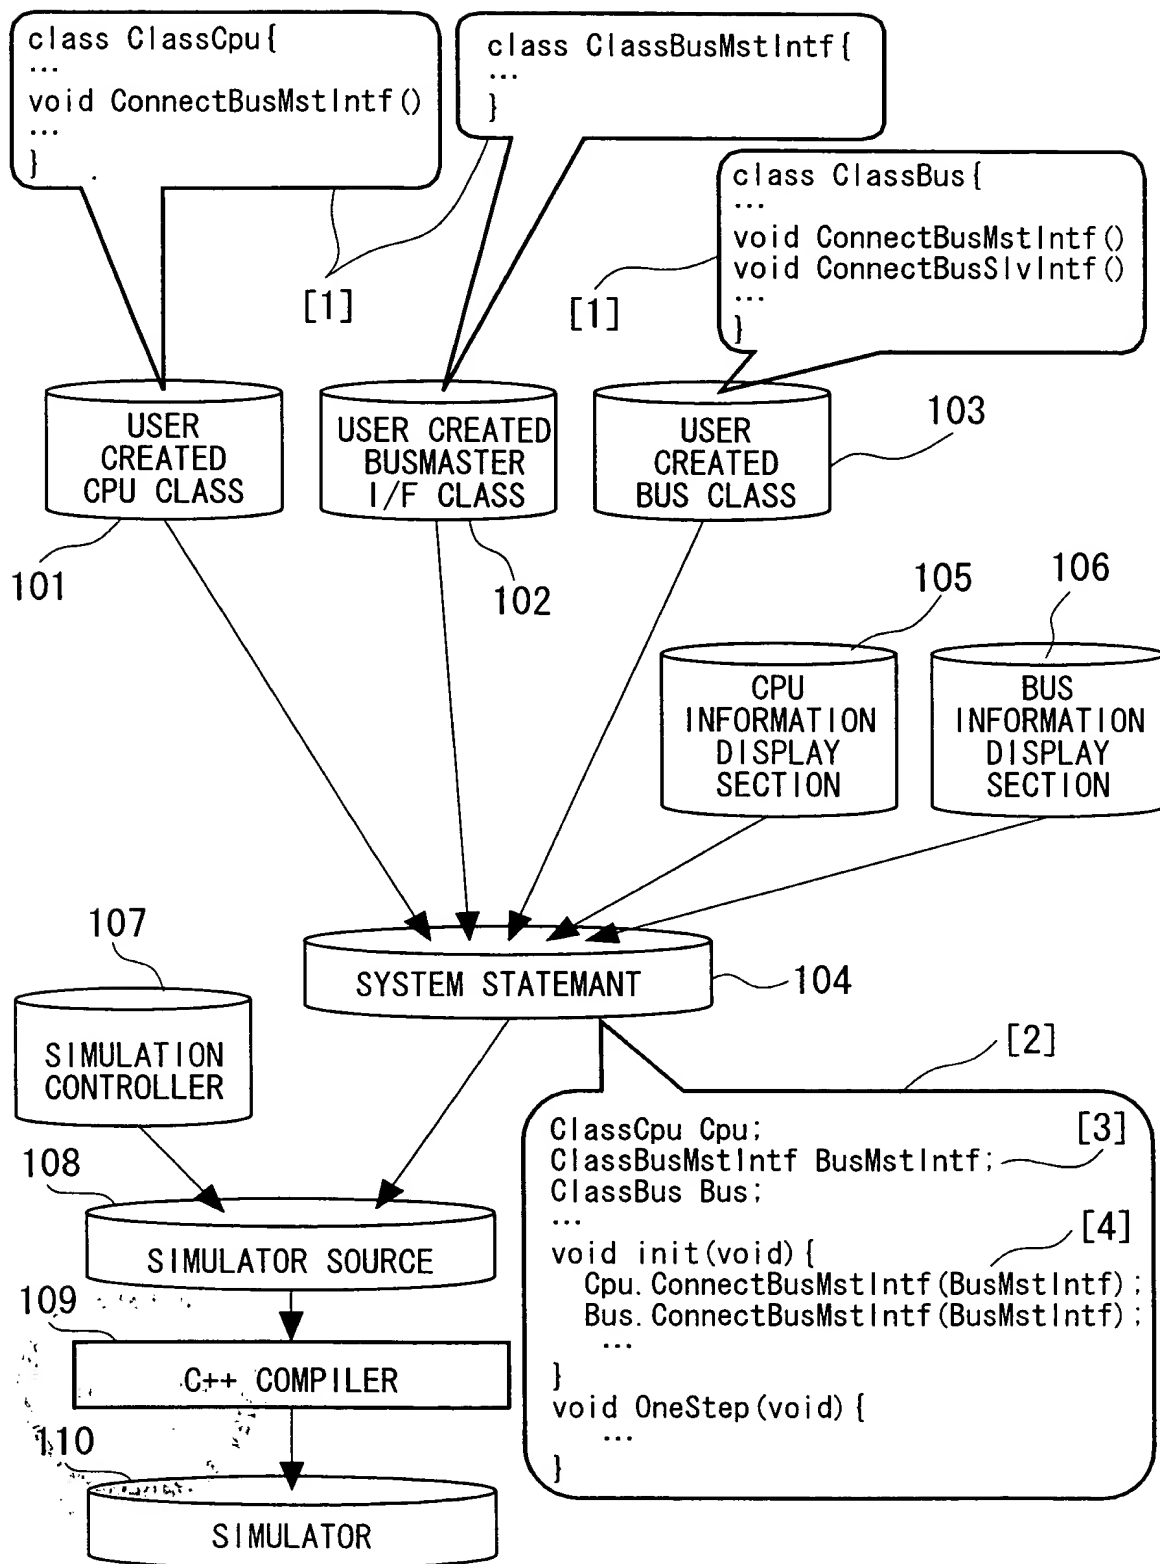 class ClassCpu{
...
void ConnectBusMstIntf()
...
}
class ClassBusMstIntf{
...
}
class ClassBus{
...
void ConnectBusMstIntf()
void ConnectBusSlvIntf()
...
}
[1]
[1]
USER
CREATED
CPU CLASS
USER CREATED
BUSMASTER
I/F CLASS
USER
CREATED
BUS CLASS
103
101
102
105
106
CPU
INFORMATION
DISPLAY
SECTION
BUS
INFORMATION
DISPLAY
SECTION
107
SYSTEM STATEMANT
104
SIMULATION
CONTROLLER
[2]
ClassCpu Cpu;
[3]
ClassBusMstIntf BusMstIntf;
ClassBus Bus;
...
[4]
void init(void){
Cpu.ConnectBusMstIntf(BusMstIntf);
Bus.ConnectBusMstIntf(BusMstIntf);
...
}
void OneStep(void){
...
}
108
SIMULATOR SOURCE
109
C++ COMPILER
110
SIMULATOR